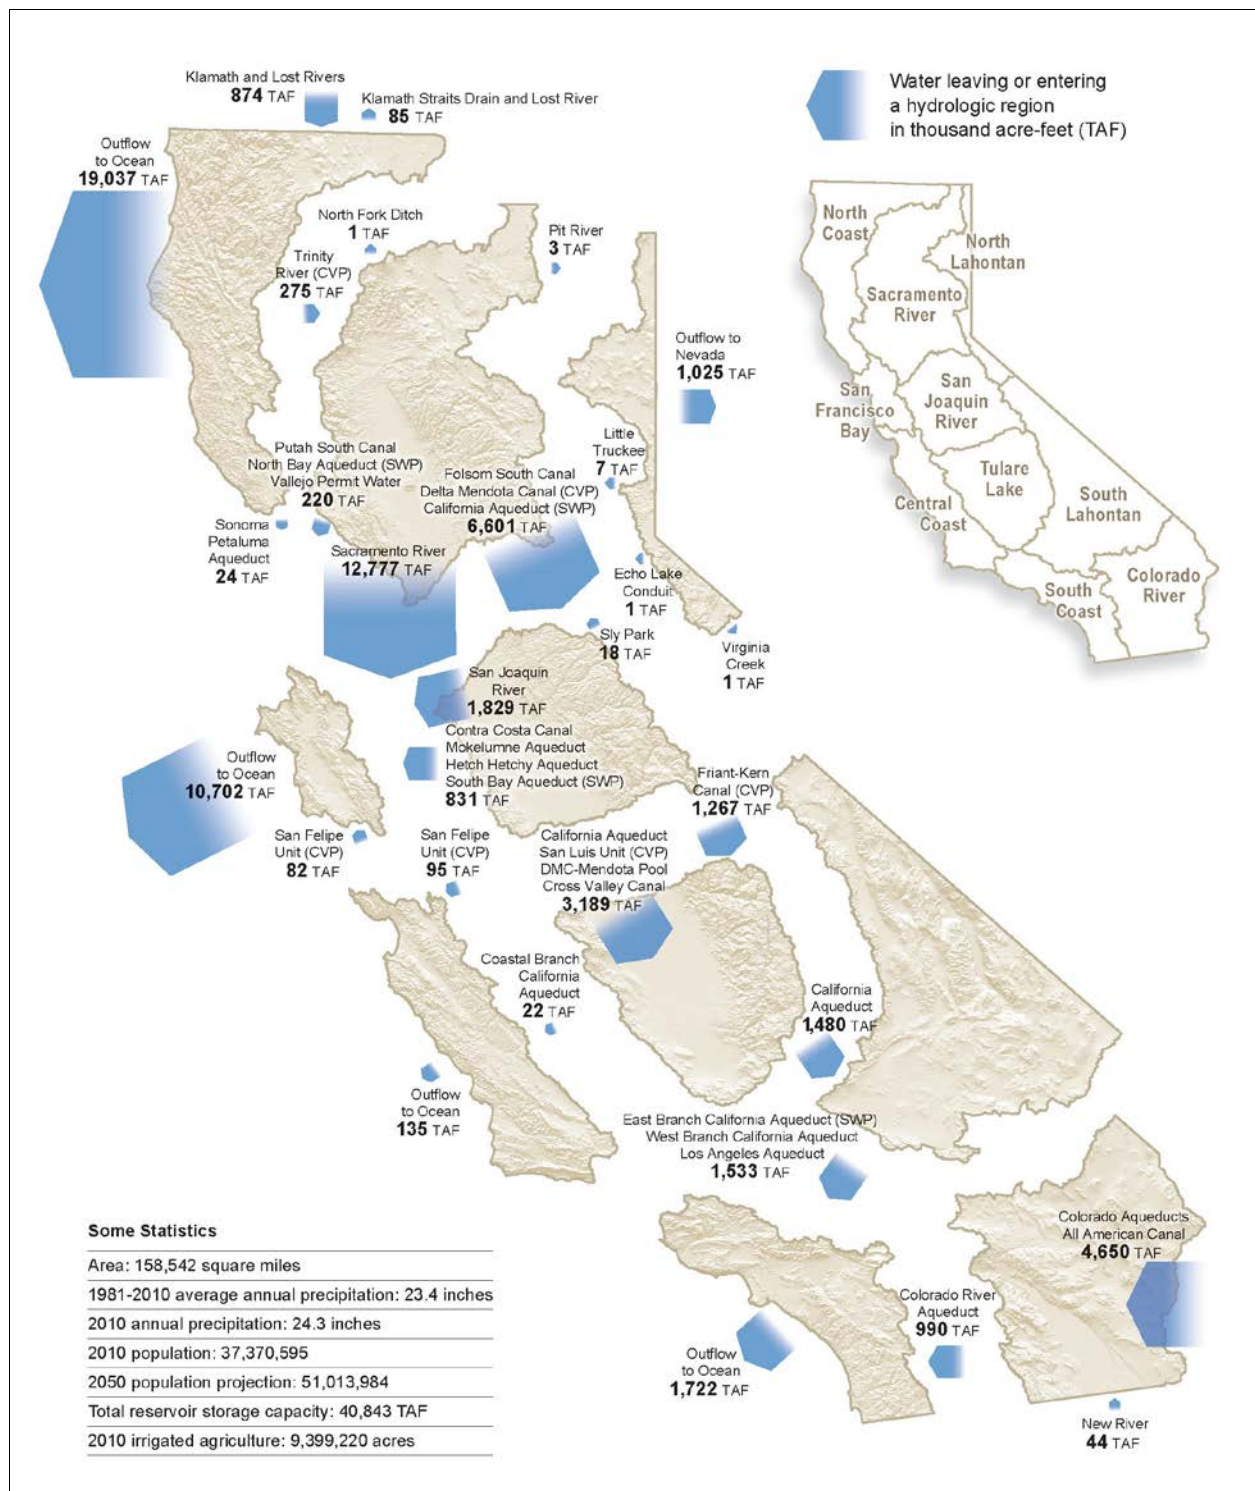 Klamath and Lost Rivers
874 TAF
Klamath Straits Drain and Lost River
85 TAF
Outflow
to Ocean
19,037 TAF
North Fork Ditch
1 TAF
Trinity
River (CVP)
275 TAF
Pit River
3 TAF
Outflow to
Nevada
1,025 TAF
Putah South Canal
North Bay Aqueduct (SWP)
Vallejo Permit Water
220 TAF
Folsom South Canal
Delta Mendota Canal (CVP)
California Aqueduct (SWP)
6,601 TAF
Little
Truckee
7 TAF
Sonoma
Petaluma
Aqueduct
24 TAF
Sacramento River
12,777 TAF
Echo Lake
Conduit
1 TAF
Sly Park
18 TAF
Virginia
Creek
1 TAF
San Joaquin
River
1,829 TAF
Contra Costa Canal
Mokelumne Aqueduct
Hetch Hetchy Aqueduct
South Bay Aqueduct (SWP)
831 TAF
Outflow
to Ocean
10,702 TAF
Friant-Kern
Canal (CVP)
1,267 TAF
San Felipe
Unit (CVP)
82 TAF
San Felipe
Unit (CVP)
95 TAF
California Aqueduct
San Luis Unit (CVP)
DMC-Mendota Pool
Cross Valley Canal
3,189 TAF
Coastal Branch
California
Aqueduct
22 TAF
California
Aqueduct
1,480 TAF
Outflow
to Ocean
135 TAF
East Branch California Aqueduct (SWP)
West Branch California Aqueduct
Los Angeles Aqueduct
1,533 TAF
Colorado Aqueducts
All American Canal
4,650 TAF
Colorado River
Aqueduct
990 TAF
Outflow
to Ocean
1,722 TAF
New River
44 TAF
Water leaving or entering
a hydrologic region
in thousand acre-feet (TAF)
North
Coast
North
Lahontan
Sacramento
River
San
Francisco
Bay
San
Joaquin
River
Tulare
Lake
Central
Coast
South
Lahontan
South
Coast
Colorado
River
Some Statistics
Area: 158,542 square miles
1981-2010 average annual precipitation: 23.4 inches
2010 annual precipitation: 24.3 inches
2010 population: 37,370,595
2050 population projection: 51,013,984
Total reservoir storage capacity: 40,843 TAF
2010 irrigated agriculture: 9,399,220 acres